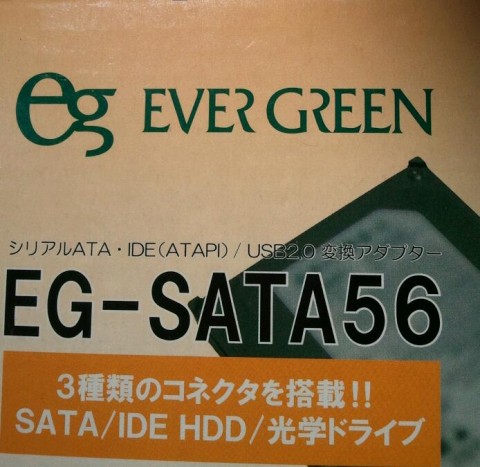 eg EVER GREEN
シリアルATA・IDE(ATAPI) / USB2.0 変換アダプター
EG-SATA56
3種類のコネクタを搭載!!
SATA/IDE HDD/光学ドライブ